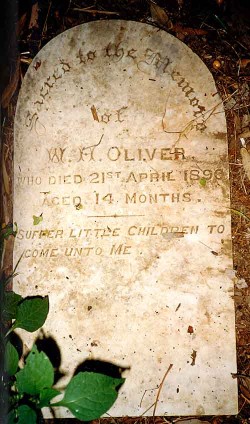 Sacred to the Memory
of
W. H. OLIVER.
WHO DIED 21ST APRIL 1896
AGED 14 MONTHS.
SUFFER LITTLE CHILDREN TO
COME UNTO ME.